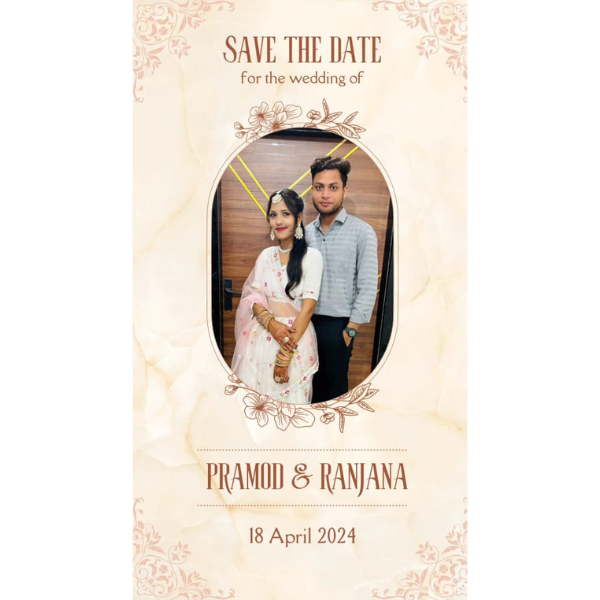 SAVE THE DATE
for the wedding of
PRAMOD & RANJANA
18 April 2024